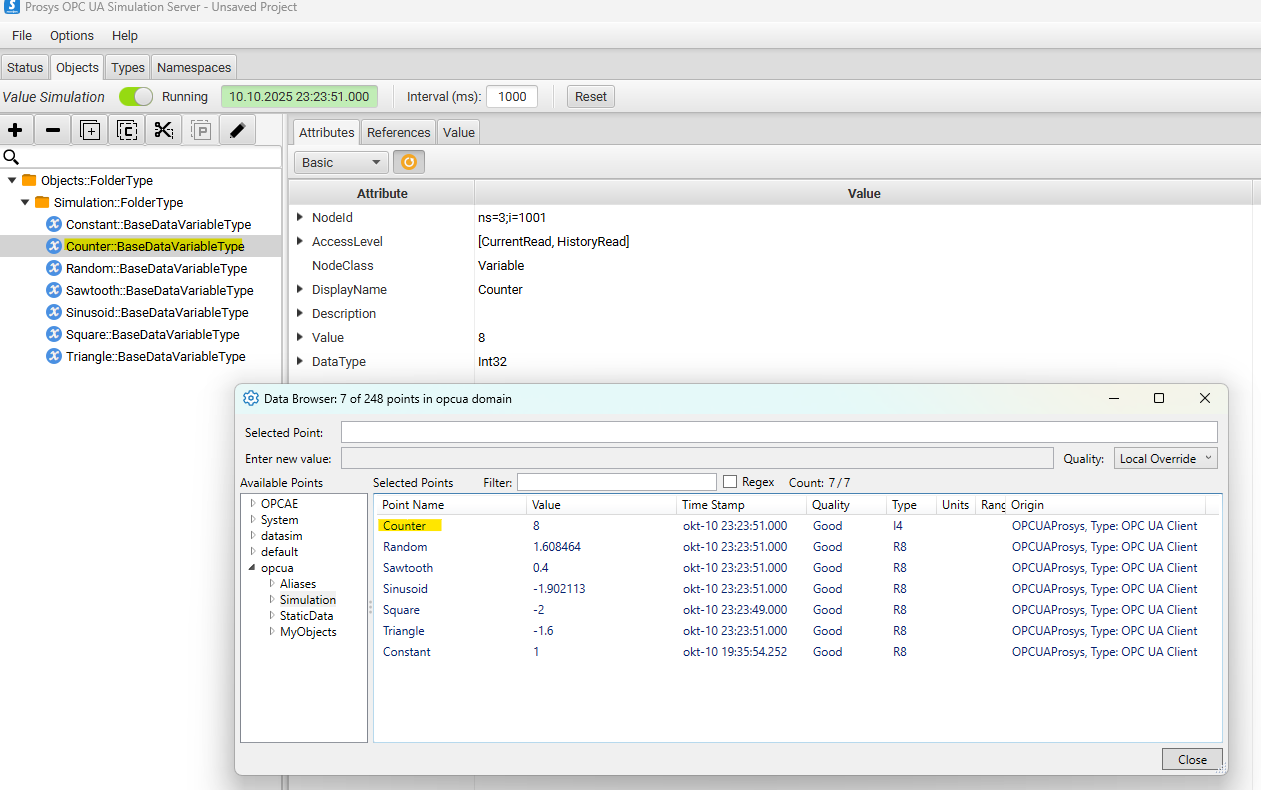 Prosys OPC UA Simulation Server - Unsaved Project
File Options Help
Status Objects Types Namespaces
Value Simulation Running 10.10.2025 23:23:51.000 Interval (ms): 1000 Reset
Attributes References Value
Basic
Objects::FolderType
Simulation::FolderType
Constant::BaseDataVariableType
Counter::BaseDataVariableType
Random::BaseDataVariableType
Sawtooth::BaseDataVariableType
Sinusoid::BaseDataVariableType
Square::BaseDataVariableType
Triangle::BaseDataVariableType
Attribute Value
NodeId ns=3;i=1001
AccessLevel [CurrentRead, HistoryRead]
NodeClass Variable
DisplayName Counter
Description
Value 8
DataType Int32
Data Browser: 7 of 248 points in opcua domain
Selected Point:
Enter new value: Quality: Local Override
Available Points
OPCAE
System
datasim
default
opcua
Aliases
Simulation
StaticData
MyObjects
Selected Points Filter: Regex Count: 7 / 7
Point Name Value Time Stamp Quality Type Units Rang Origin
Counter 8 okt-10 23:23:51.000 Good I4 OPCUAProsys, Type: OPC UA Client
Random 1.608464 okt-10 23:23:51.000 Good R8 OPCUAProsys, Type: OPC UA Client
Sawtooth 0.4 okt-10 23:23:51.000 Good R8 OPCUAProsys, Type: OPC UA Client
Sinusoid -1.902113 okt-10 23:23:51.000 Good R8 OPCUAProsys, Type: OPC UA Client
Square -2 okt-10 23:23:49.000 Good R8 OPCUAProsys, Type: OPC UA Client
Triangle -1.6 okt-10 23:23:51.000 Good R8 OPCUAProsys, Type: OPC UA Client
Constant 1 okt-10 19:35:54.252 Good R8 OPCUAProsys, Type: OPC UA Client
Close